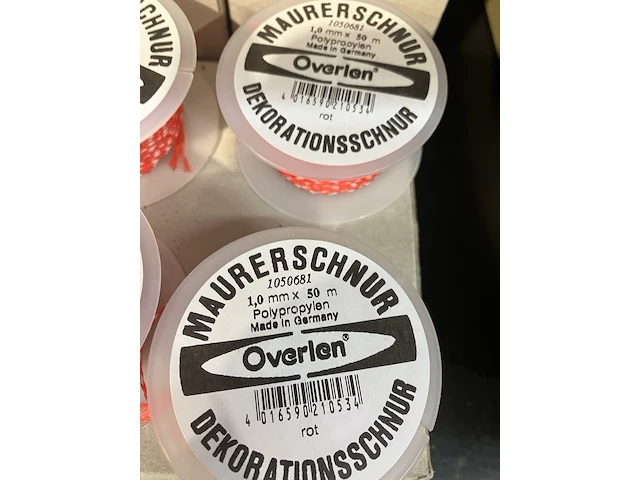 MAURERSCHNUR
1050681
1,0 mm x 50 m
Polypropylen
Made in Germany
Overlen®
4 016590 210534
rot
DEKORATIONSSCHNUR
MAURERSCHNUR
1050681
1,0 mm x 50 m
Polypropylen
Made in Germany
Overlen®
4 016590 210534
rot
DEKORATIONSSCHNUR